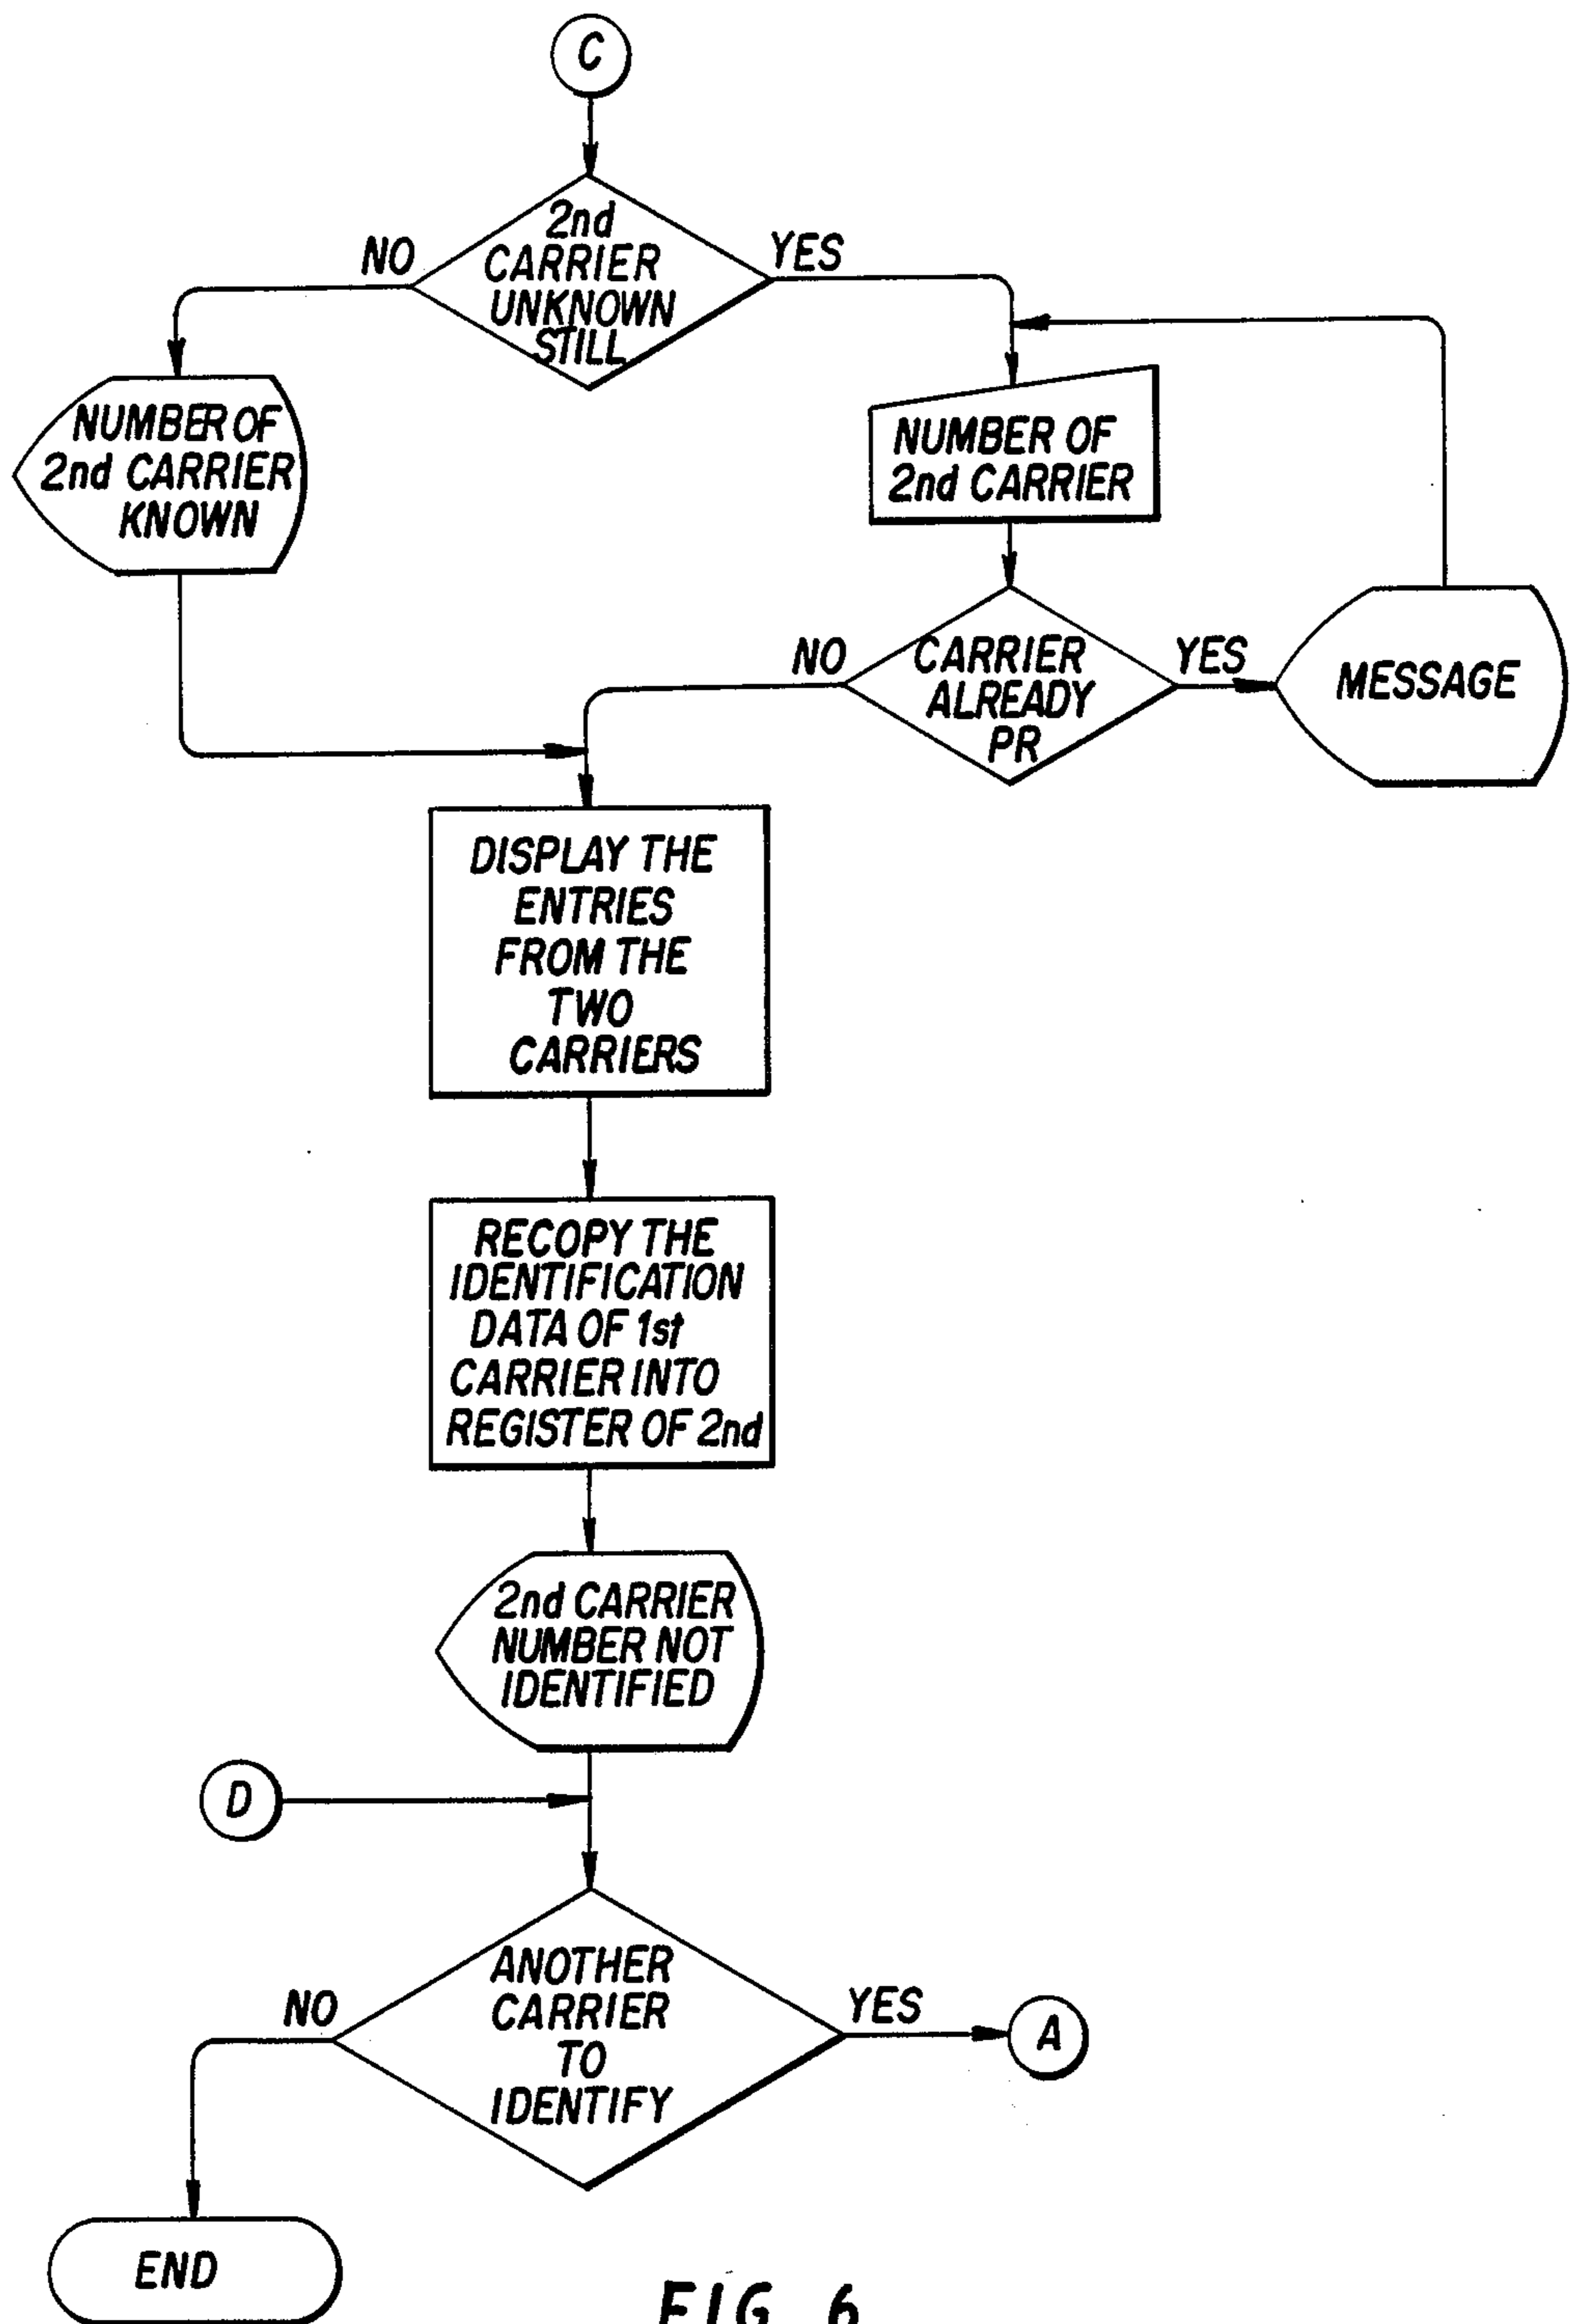 C
2nd
CARRIER
UNKNOWN
STILL
NO
YES
NUMBER OF
2nd CARRIER
KNOWN
NUMBER OF
2nd CARRIER
NO
CARRIER
ALREADY
PR
YES
MESSAGE
DISPLAY THE
ENTRIES
FROM THE
TWO
CARRIERS
RECOPY THE
IDENTIFICATION
DATA OF 1st
CARRIER INTO
REGISTER OF 2nd
2nd CARRIER
NUMBER NOT
IDENTIFIED
D
ANOTHER
CARRIER
TO
IDENTIFY
NO
YES
A
END
FIG. 6